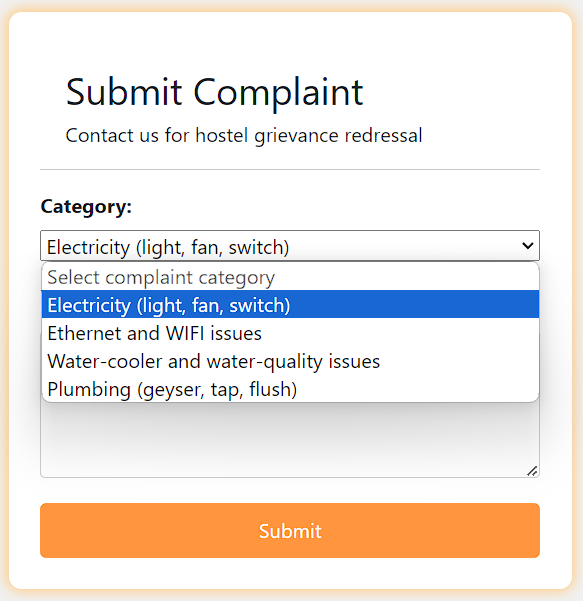 Submit Complaint
Contact us for hostel grievance redressal
Category:
Electricity (light, fan, switch)
Select complaint category
Electricity (light, fan, switch)
Ethernet and WIFI issues
Water-cooler and water-quality issues
Plumbing (geyser, tap, flush)
Submit